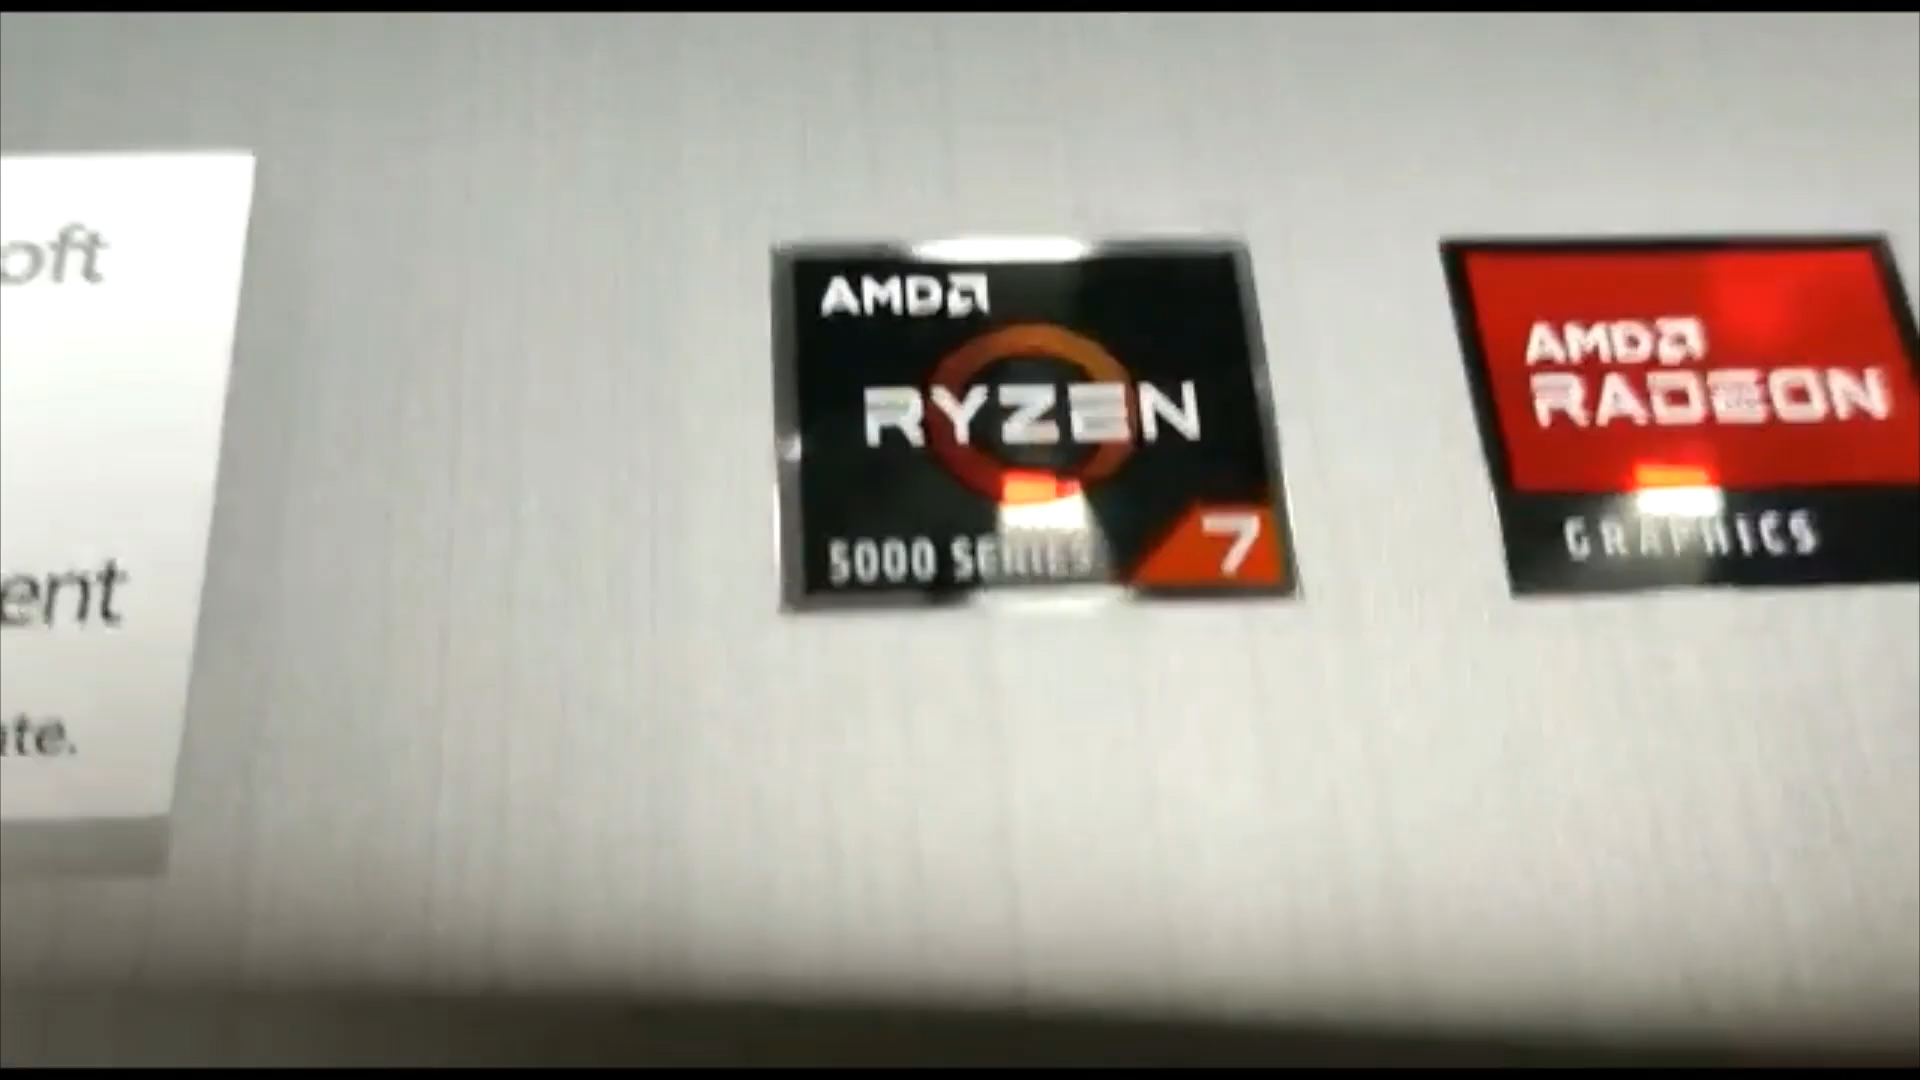 oft
ent
ate.
AMD
RYZEN
5000 SERIES
7
AMD
RADEON
GRAPHICS